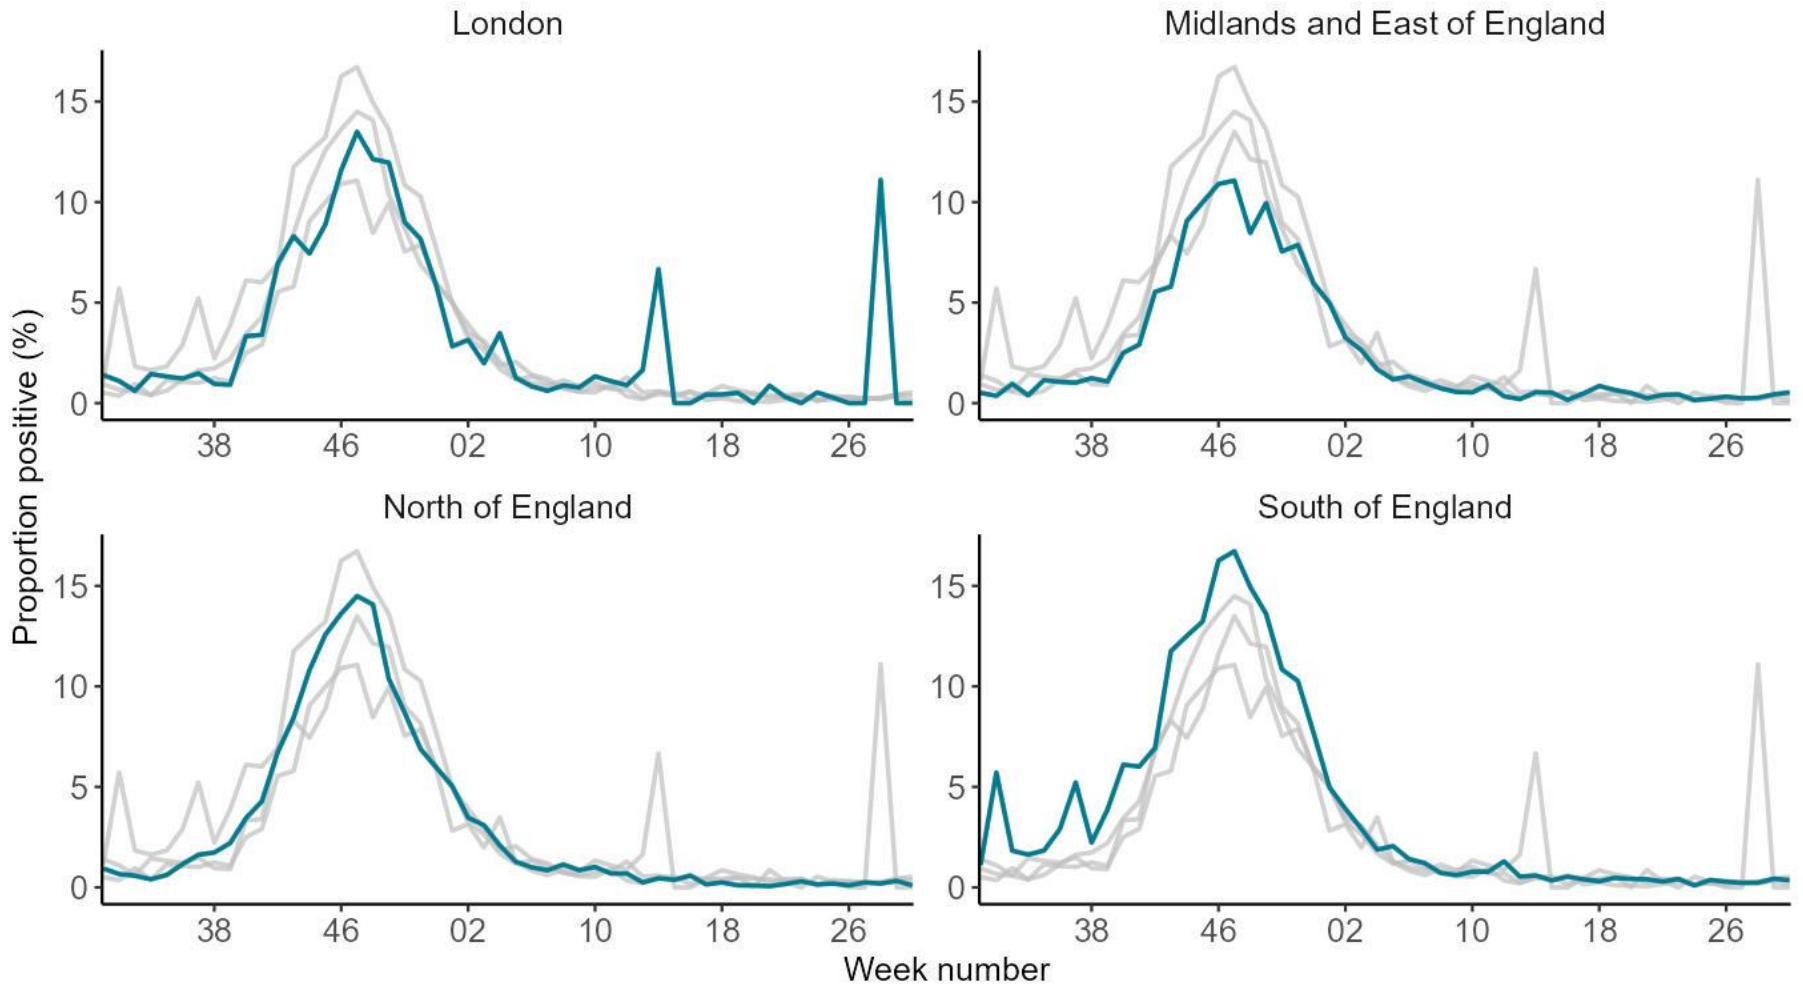 London
Midlands and East of England
15
10
5
0
38 46 02 10 18 26
15
10
5
0
38 46 02 10 18 26
North of England
South of England
15
10
5
0
38 46 02 10 18 26
15
10
5
0
38 46 02 10 18 26
Proportion positive (%)
Week number